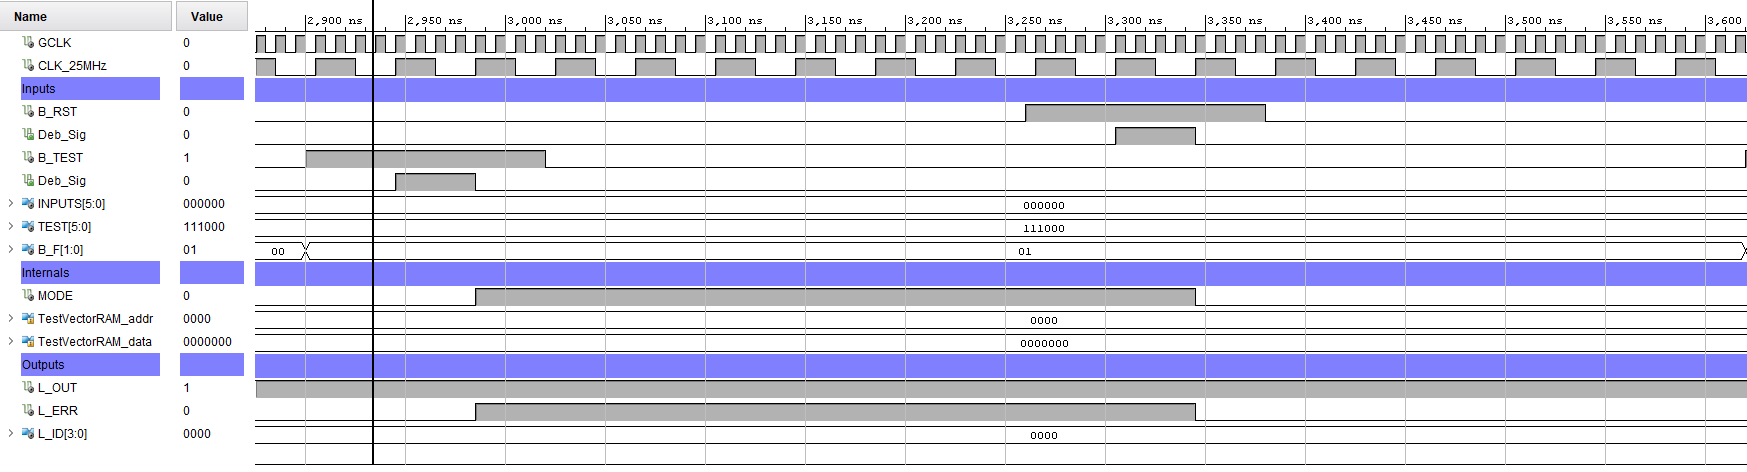 Name Value 2,900 ns 2,950 ns 3,000 ns 3,050 ns 3,100 ns 3,150 ns 3,200 ns 3,250 ns 3,300 ns 3,350 ns 3,400 ns 3,450 ns 3,500 ns 3,550 ns 3,600
GCLK 0
CLK_25MHz 0
Inputs
B_RST 0
Deb_Sig 0
B_TEST 1
Deb_Sig 0
INPUTS[5:0] 000000 000000
TEST[5:0] 111000 111000
B_F[1:0] 01 00 01
Internals
MODE 0
TestVectorRAM_addr 0000 0000
TestVectorRAM_data 0000000 0000000
Outputs
L_OUT 1
L_ERR 0
L_ID[3:0] 0000 0000